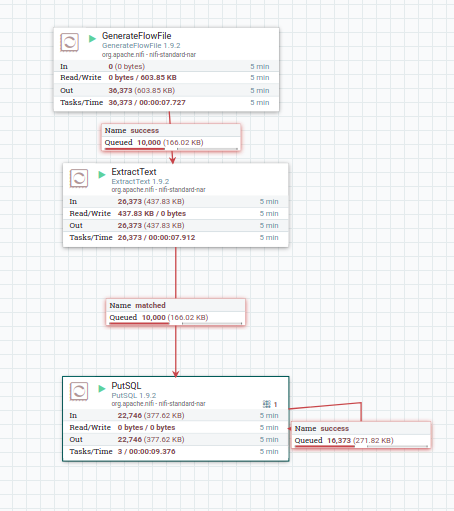 GenerateFlowFile
GenerateFlowFile 1.9.2
org.apache.nifi - nifi-standard-nar
In 0 (0 bytes) 5 min
Read/Write 0 bytes / 603.85 KB 5 min
Out 36,373 (603.85 KB) 5 min
Tasks/Time 36,373 / 00:00:07.727 5 min
Name success
Queued 10,000 (166.02 KB)
ExtractText
ExtractText 1.9.2
org.apache.nifi - nifi-standard-nar
In 26,373 (437.83 KB) 5 min
Read/Write 437.83 KB / 0 bytes 5 min
Out 26,373 (437.83 KB) 5 min
Tasks/Time 26,373 / 00:00:07.912 5 min
Name matched
Queued 10,000 (166.02 KB)
PutSQL
PutSQL 1.9.2
org.apache.nifi - nifi-standard-nar 1
In 22,746 (377.62 KB) 5 min
Read/Write 0 bytes / 0 bytes 5 min
Out 22,746 (377.62 KB) 5 min
Tasks/Time 3 / 00:00:09.376 5 min
Name success
Queued 16,373 (271.82 KB)